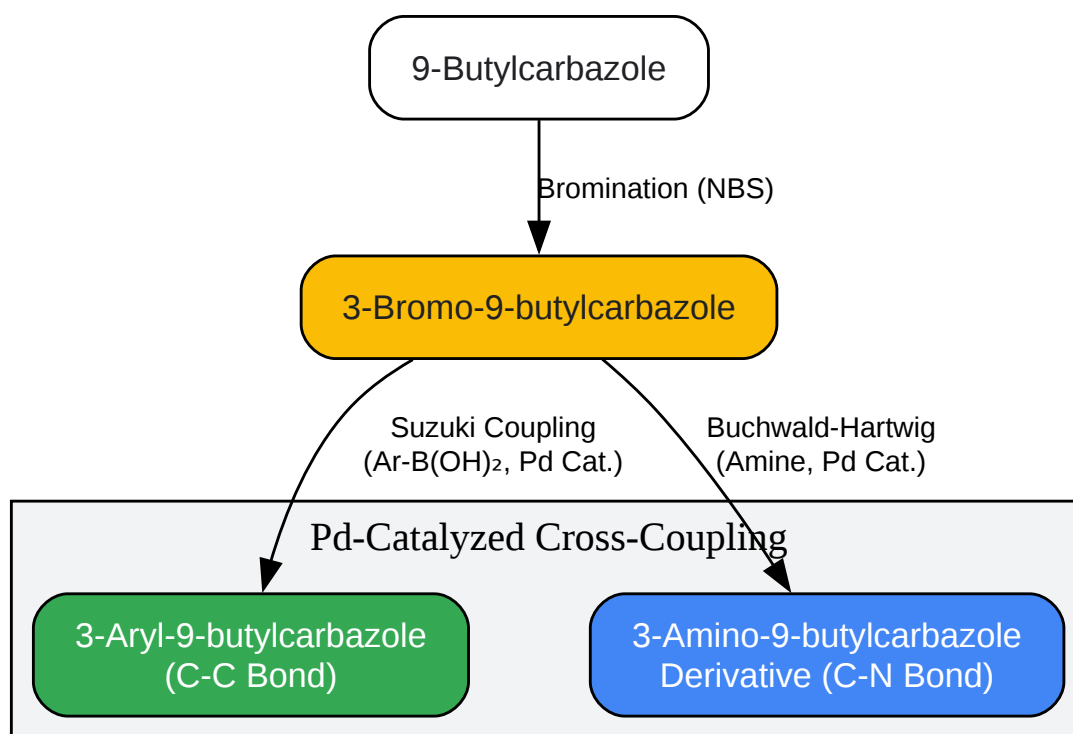 9-Butylcarbazole
Bromination (NBS)
3-Bromo-9-butylcarbazole
Suzuki Coupling
(Ar-B(OH)₂, Pd Cat.)
Buchwald-Hartwig
(Amine, Pd Cat.)
Pd-Catalyzed Cross-Coupling
3-Aryl-9-butylcarbazole
(C-C Bond)
3-Amino-9-butylcarbazole
Derivative (C-N Bond)